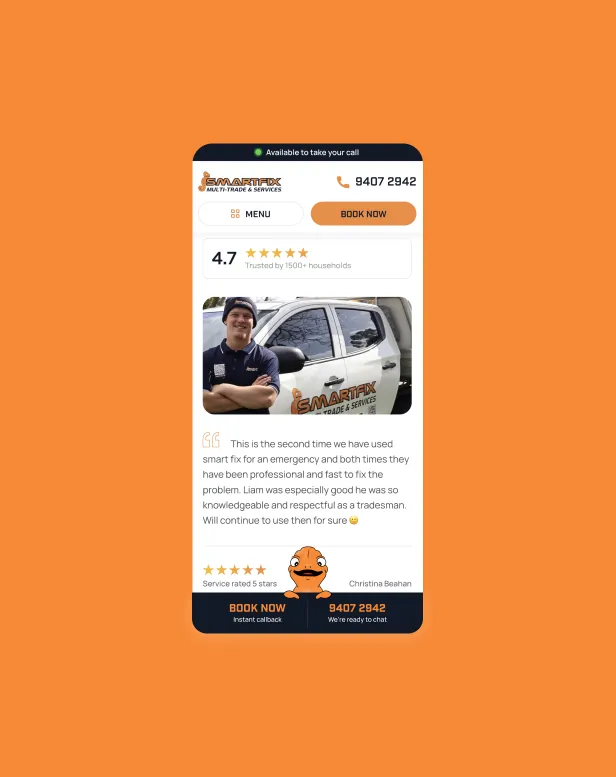 Available to take your call
SMARTFIX
MULTI-TRADE & SERVICES
9407 2942
MENU
BOOK NOW
4.7
Trusted by 1500+ households
SMARTFIX
MULTI-TRADE & SERVICES
This is the second time we have used
smart fix for an emergency and both times they
have been professional and fast to fix the
problem. Liam was especially good he was so
knowledgeable and respectful as a tradesman.
Will continue to use then for sure 🙂
Service rated 5 stars
Christina Beahan
BOOK NOW
Instant callback
9407 2942
We're ready to chat